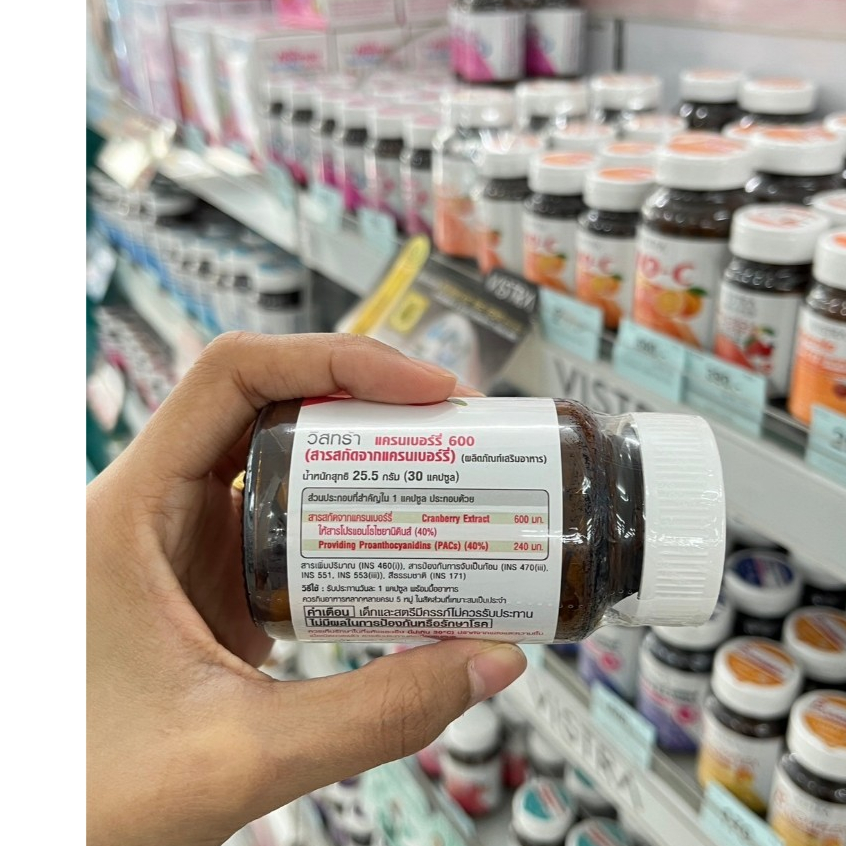 วิสทร้า แครนเบอร์รี่ 600
(สารสกัดจากแครนเบอร์รี่) (ผลิตภัณฑ์เสริมอาหาร)
น้ำหนักสุทธิ 25.5 กรัม (30 แคปซูล)
ส่วนประกอบที่สำคัญใน 1 แคปซูล ประกอบด้วย
สารสกัดจากแครนเบอร์รี่ Cranberry Extract 600 มก.
ให้สารโปรแอนโธไซยานิดินส์ (40%)
Providing Proanthocyanidins (PACs) (40%) 240 มก.
สารเพิ่มปริมาณ (INS 460(i)), สารป้องกันการจับเป็นก้อน (INS 470(iii),
INS 551, INS 553(iii)), สีธรรมชาติ (INS 171)
วิธีใช้ : รับประทานวันละ 1 แคปซูล พร้อมมื้ออาหาร
ควรกินอาหารหลากหลายครบ 5 หมู่ ในสัดส่วนที่เหมาะสมเป็นประจำ
คำเตือน เด็กและสตรีมีครรภ์ไม่ควรรับประทาน
ไม่มีผลในการป้องกันหรือรักษาโรค
VISTRA
VISTRA
VISTRA